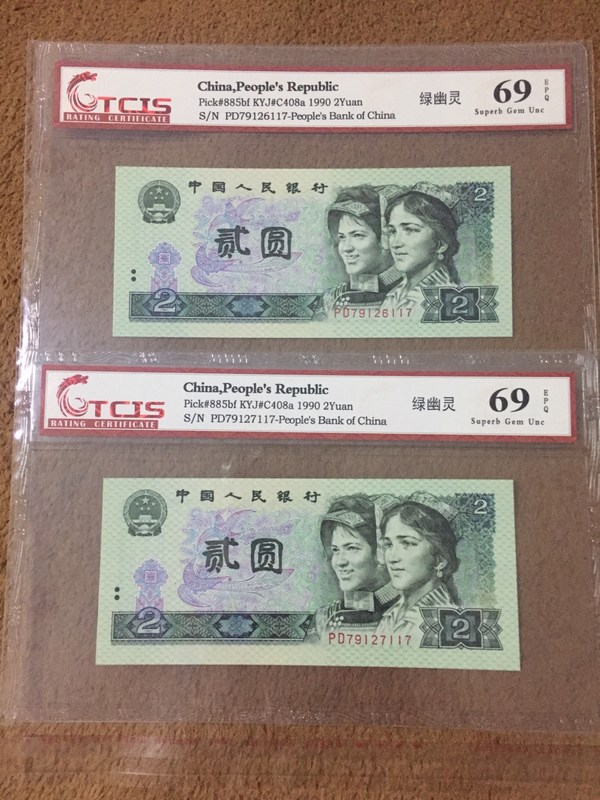 TCIS
RATING CERTIFICATE
China,People's Republic
Pick#885bf KYJ#C408a 1990 2Yuan
S/N PD79126117-People's Bank of China
绿幽灵
69
EPQ
Superb Gem Unc
中国人民银行
贰圆
2
2
2
PD79126117
TCIS
RATING CERTIFICATE
China,People's Republic
Pick#885bf KYJ#C408a 1990 2Yuan
S/N PD79127117-People's Bank of China
绿幽灵
69
EPQ
Superb Gem Unc
中国人民银行
贰圆
2
2
2
PD79127117